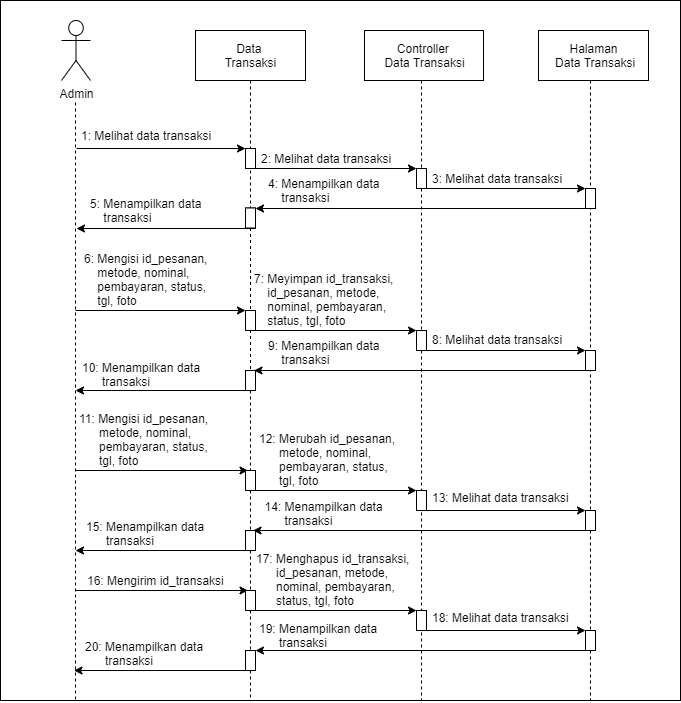 Data
Transaksi
Controller
Data Transaksi
Halaman
Data Transaksi
Admin
1: Melihat data transaksi
2: Melihat data transaksi
3: Melihat data transaksi
4: Menampilkan data
transaksi
5: Menampilkan data
transaksi
6: Mengisi id_pesanan,
metode, nominal,
pembayaran, status,
tgl, foto
7: Meyimpan id_transaksi,
id_pesanan, metode,
nominal, pembayaran,
status, tgl, foto
8: Melihat data transaksi
9: Menampilkan data
transaksi
10: Menampilkan data
transaksi
11: Mengisi id_pesanan,
metode, nominal,
pembayaran, status,
tgl, foto
12: Merubah id_pesanan,
metode, nominal,
pembayaran, status,
tgl, foto
13: Melihat data transaksi
14: Menampilkan data
transaksi
15: Menampilkan data
transaksi
16: Mengirim id_transaksi
17: Menghapus id_transaksi,
id_pesanan, metode,
nominal, pembayaran,
status, tgl, foto
18: Melihat data transaksi
19: Menampilkan data
transaksi
20: Menampilkan data
transaksi